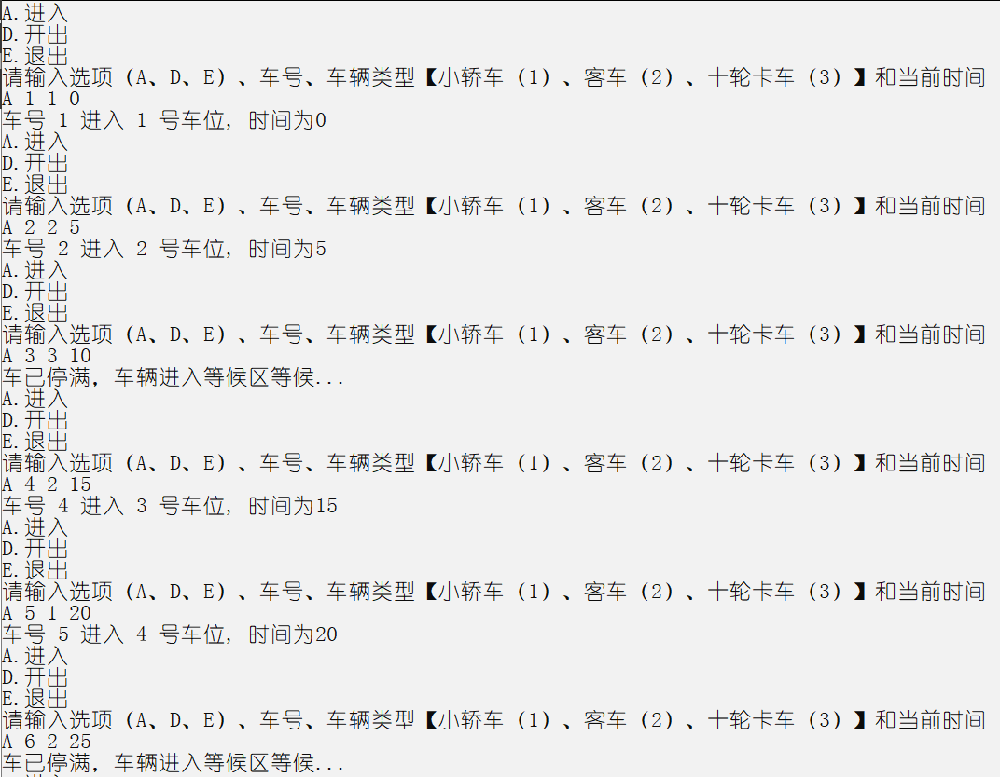 A.进入
D.开出
E.退出
请输入选项（A、D、E）、车号、车辆类型【小轿车（1）、客车（2）、十轮卡车（3）】和当前时间
A 1 1 0
车号 1 进入 1 号车位, 时间为0
A.进入
D.开出
E.退出
请输入选项（A、D、E）、车号、车辆类型【小轿车（1）、客车（2）、十轮卡车（3）】和当前时间
A 2 2 5
车号 2 进入 2 号车位, 时间为5
A.进入
D.开出
E.退出
请输入选项（A、D、E）、车号、车辆类型【小轿车（1）、客车（2）、十轮卡车（3）】和当前时间
A 3 3 10
车已停满，车辆进入等候区等候...
A.进入
D.开出
E.退出
请输入选项（A、D、E）、车号、车辆类型【小轿车（1）、客车（2）、十轮卡车（3）】和当前时间
A 4 2 15
车号 4 进入 3 号车位, 时间为15
A.进入
D.开出
E.退出
请输入选项（A、D、E）、车号、车辆类型【小轿车（1）、客车（2）、十轮卡车（3）】和当前时间
A 5 1 20
车号 5 进入 4 号车位, 时间为20
A.进入
D.开出
E.退出
请输入选项（A、D、E）、车号、车辆类型【小轿车（1）、客车（2）、十轮卡车（3）】和当前时间
A 6 2 25
车已停满，车辆进入等候区等候...